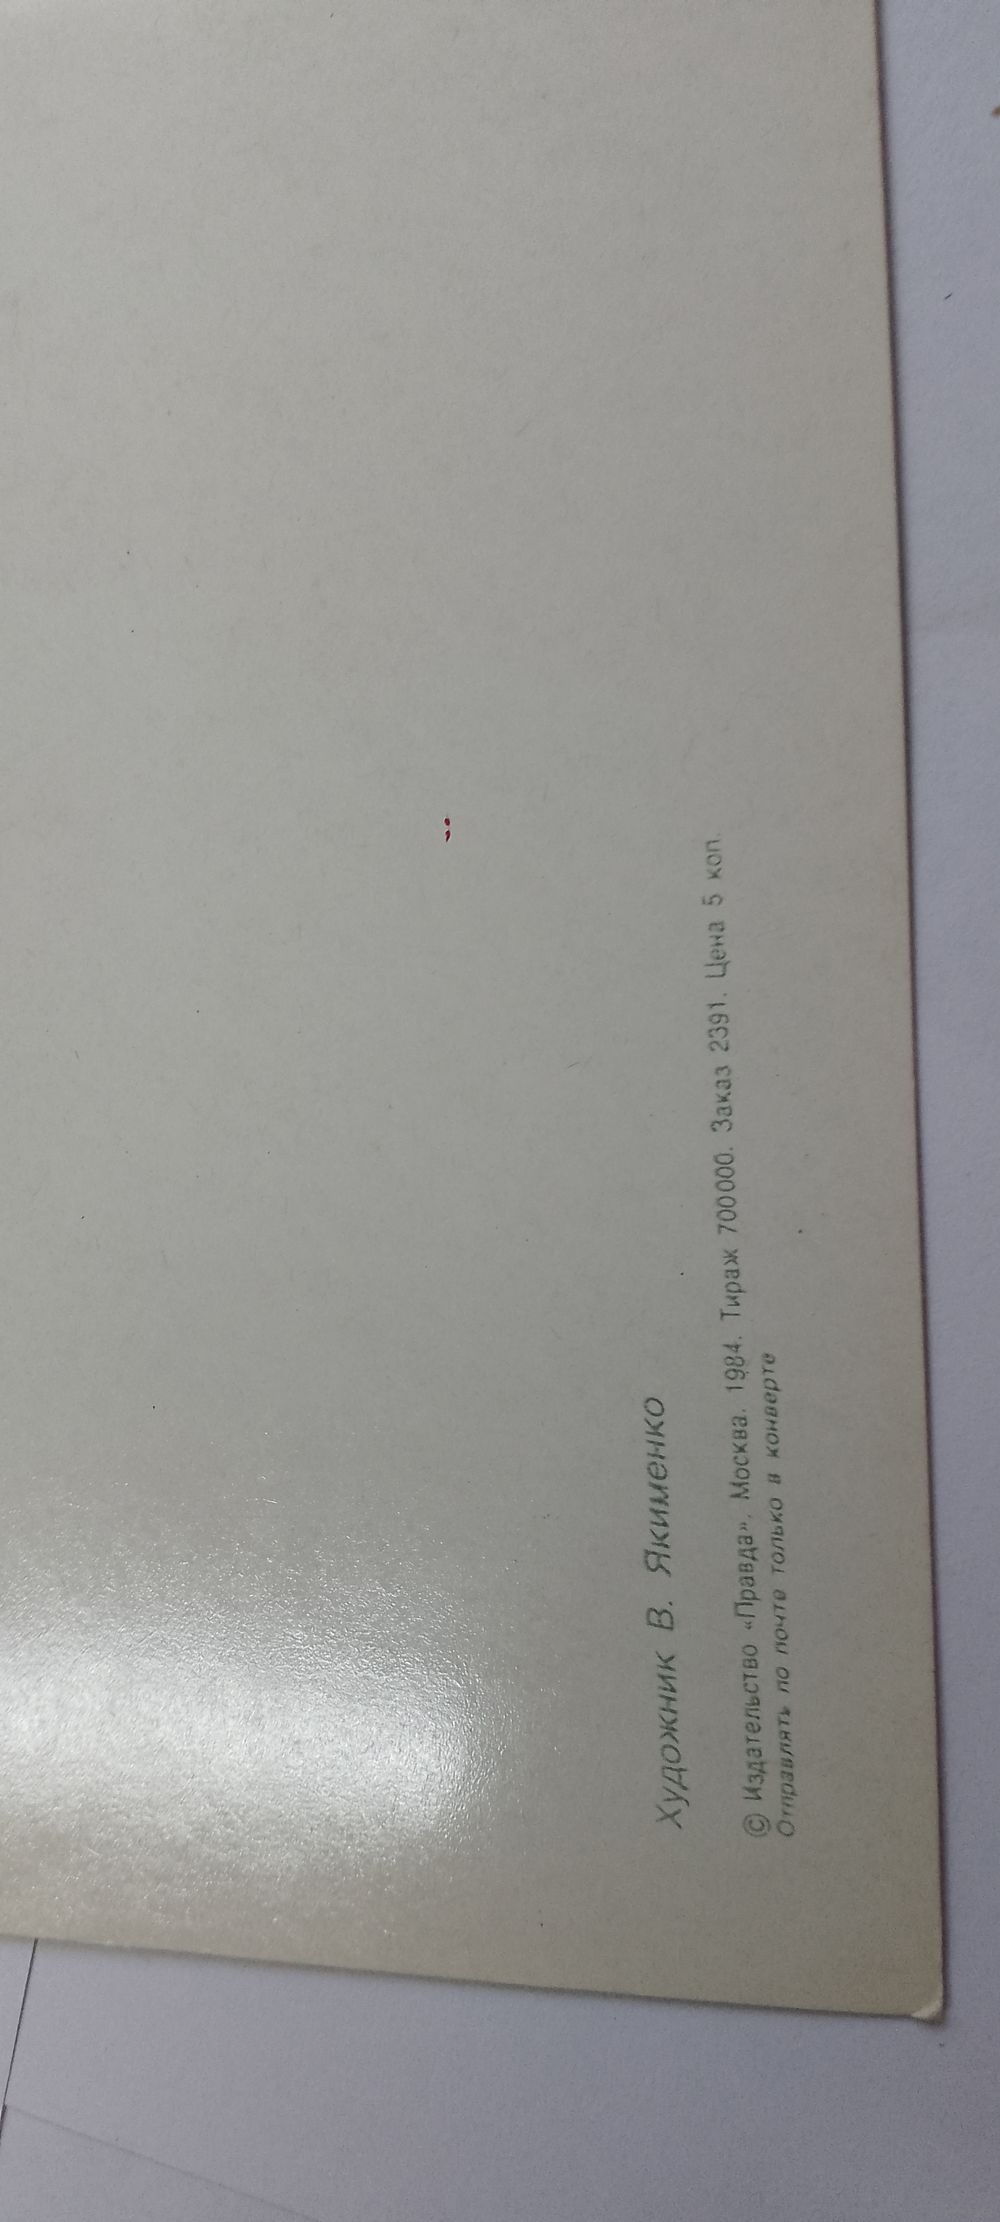 Художник В. Якименко
© Издательство «Правда». Москва. 1984. Тираж 700000. Заказ 2391. Цена 5 коп.
Отправлять по почте только в конверте